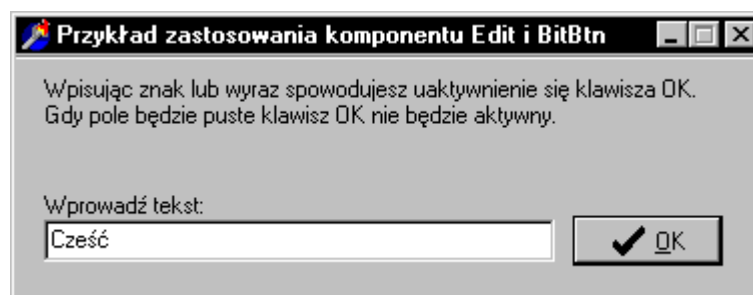 Przykład zastosowania komponentu Edit i BitBtn
Wpisując znak lub wyraz spowodujesz uaktywnienie się klawisza OK.
Gdy pole będzie puste klawisz OK nie będzie aktywny.
Wprowadź tekst:
Cześć
OK